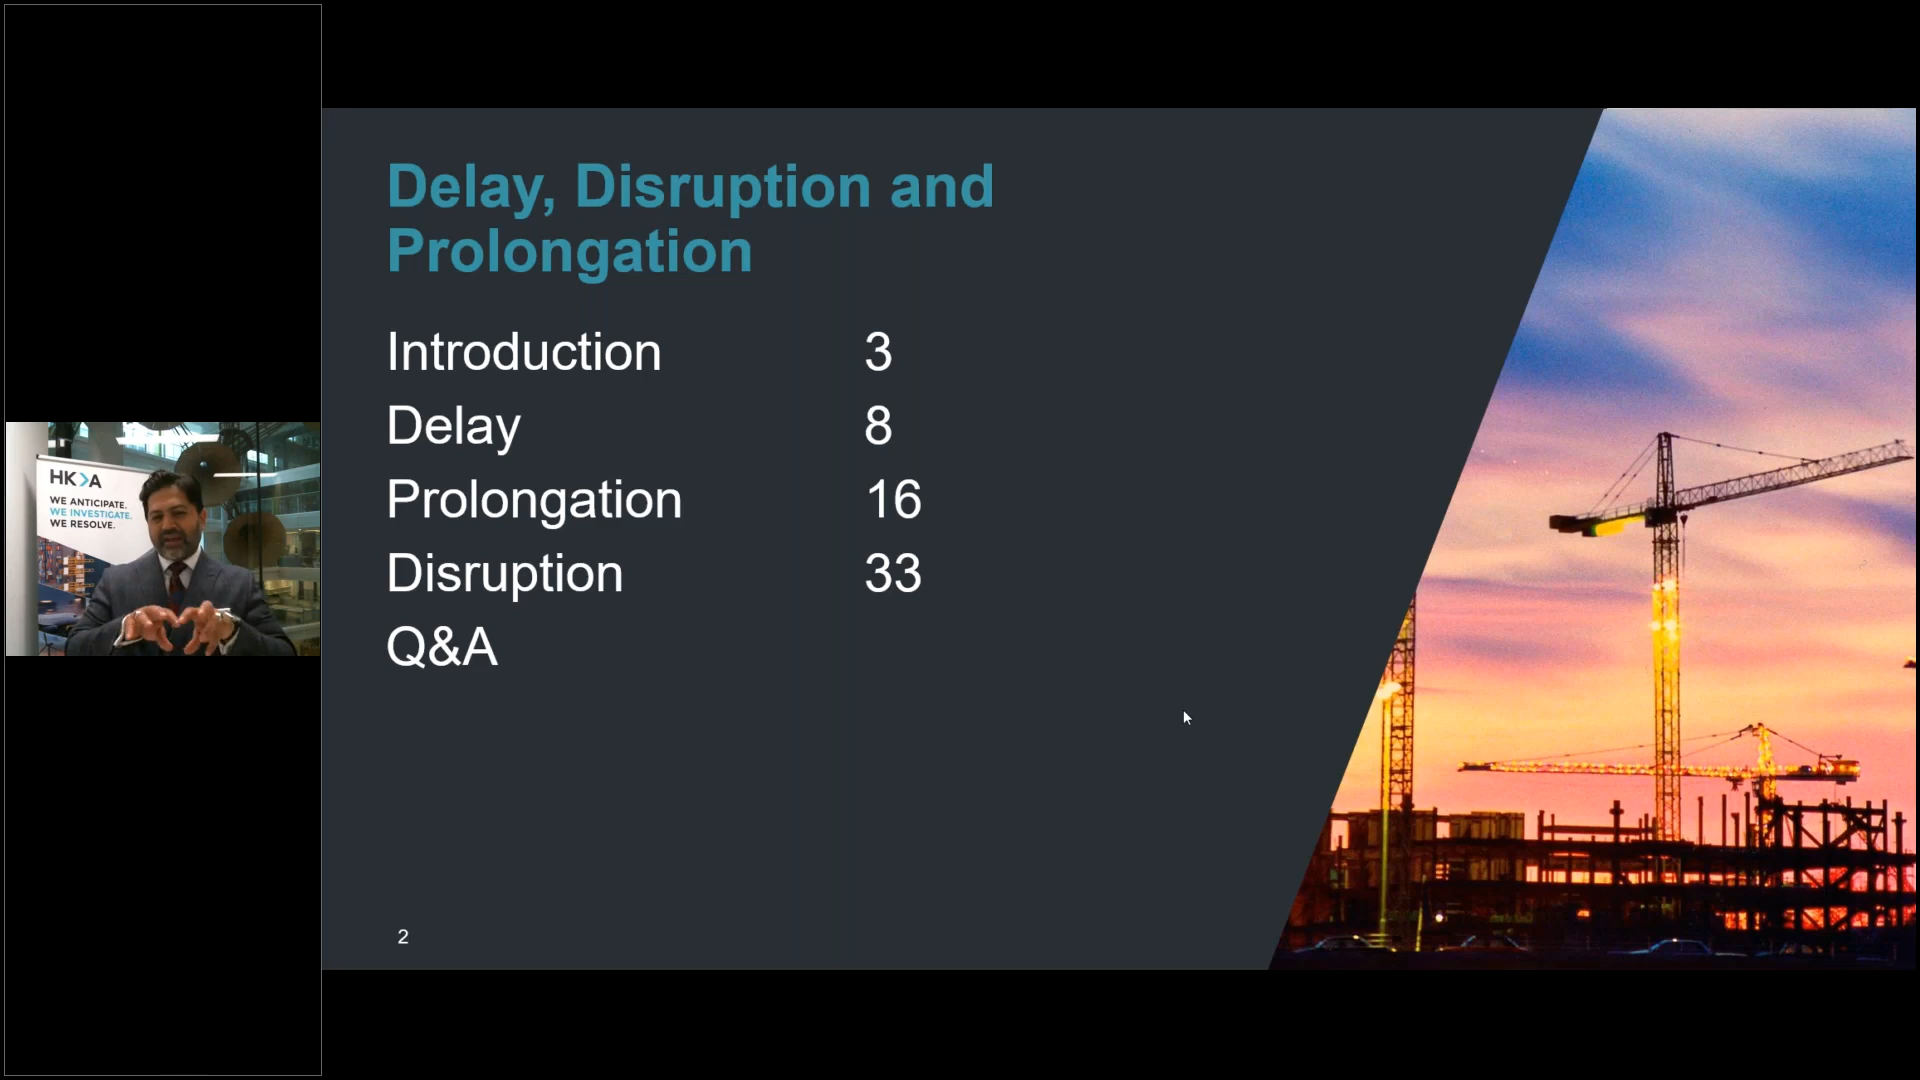 HK>A
WE ANTICIPATE.
WE INVESTIGATE.
WE RESOLVE.
Delay, Disruption and
Prolongation
Introduction 3
Delay 8
Prolongation 16
Disruption 33
Q&A
2